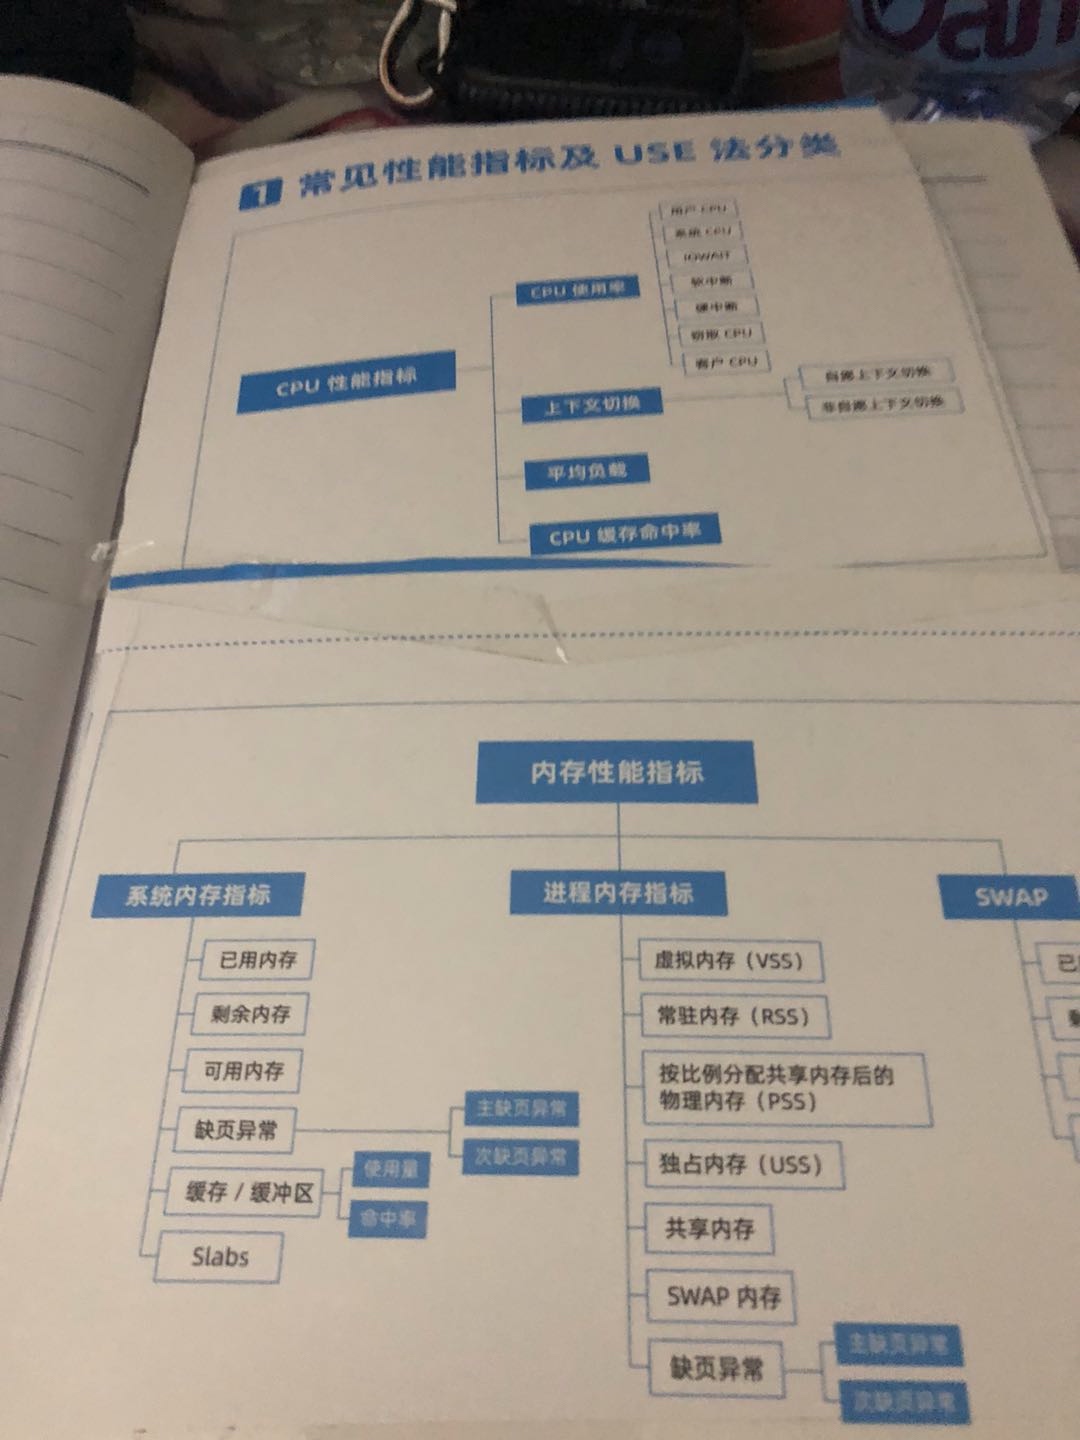 1 常见性能指标及 USE 法分类
用户 CPU
系统 CPU
IOWAIT
CPU 使用率
软中断
硬中断
窃取 CPU
客户 CPU
CPU 性能指标
自愿上下文切换
上下文切换
非自愿上下文切换
平均负载
CPU 缓存命中率
内存性能指标
系统内存指标
已用内存
剩余内存
可用内存
缺页异常
主缺页异常
次缺页异常
缓存 / 缓冲区
使用量
命中率
Slabs
进程内存指标
虚拟内存（VSS）
常驻内存（RSS）
按比例分配共享内存后的
物理内存（PSS）
独占内存（USS）
共享内存
SWAP 内存
缺页异常
主缺页异常
次缺页异常
SWAP
已